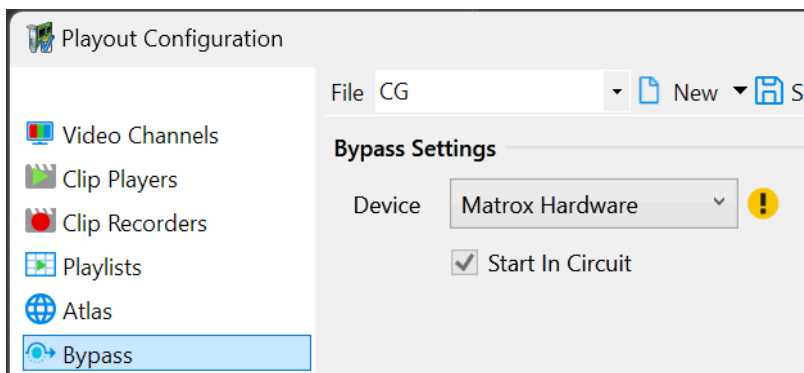 Playout Configuration
File CG New S
Video Channels
Clip Players
Clip Recorders
Playlists
Atlas
Bypass
Bypass Settings
Device Matrox Hardware
Start In Circuit